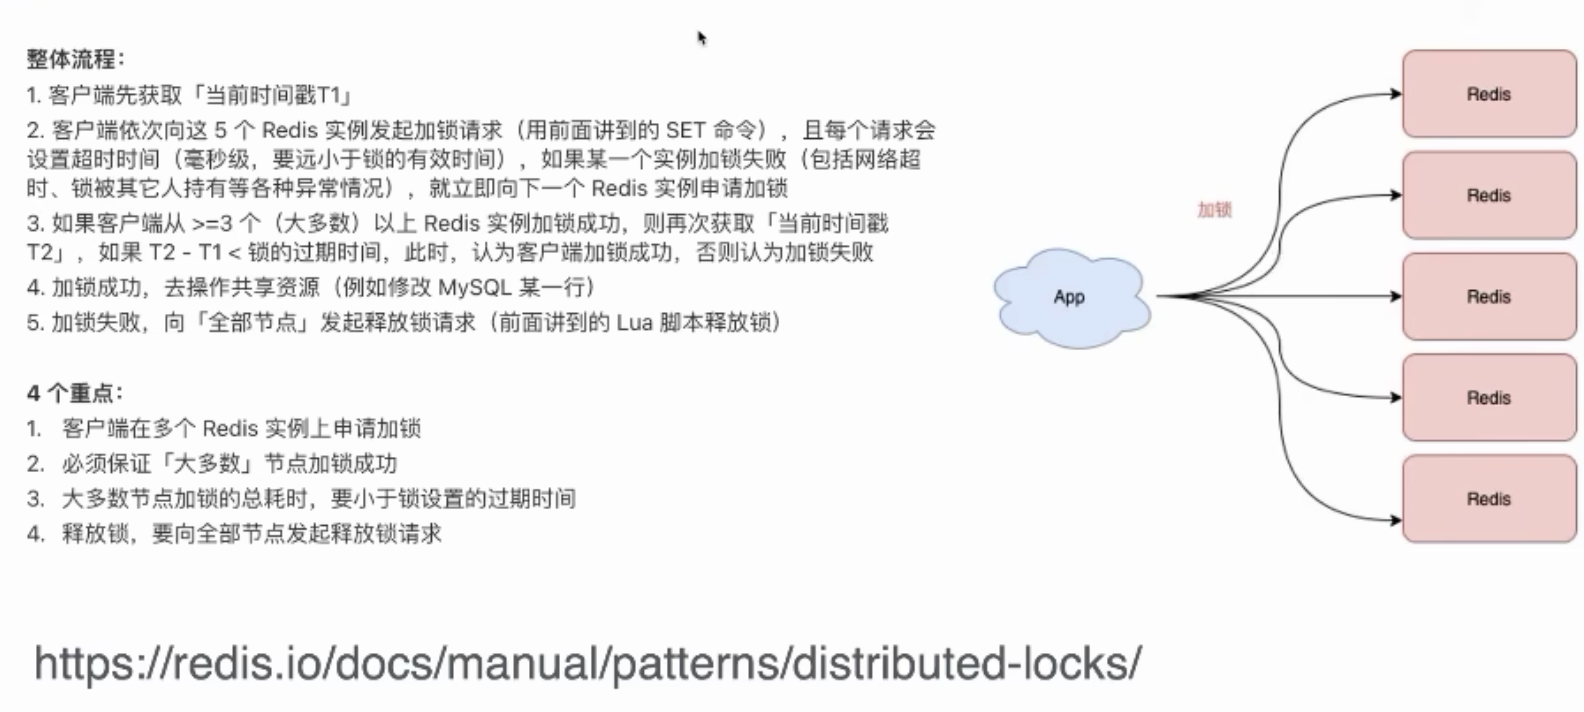 整体流程：
1. 客户端先获取「当前时间戳T1」
2. 客户端依次向这 5 个 Redis 实例发起加锁请求（用前面讲到的 SET 命令），且每个请求会
设置超时时间（毫秒级，要远小于锁的有效时间），如果某一个实例加锁失败（包括网络超
时、锁被其它人持有等各种异常情况），就立即向下一个 Redis 实例申请加锁
3. 如果客户端从 >=3 个（大多数）以上 Redis 实例加锁成功，则再次获取「当前时间戳
T2」，如果 T2 - T1 < 锁的过期时间，此时，认为客户端加锁成功，否则认为加锁失败
4. 加锁成功，去操作共享资源（例如修改 MySQL 某一行）
5. 加锁失败，向「全部节点」发起释放锁请求（前面讲到的 Lua 脚本释放锁）
4 个重点：
1. 客户端在多个 Redis 实例上申请加锁
2. 必须保证「大多数」节点加锁成功
3. 大多数节点加锁的总耗时，要小于锁设置的过期时间
4. 释放锁，要向全部节点发起释放锁请求
App
加锁
Redis
Redis
Redis
Redis
Redis
https://redis.io/docs/manual/patterns/distributed-locks/